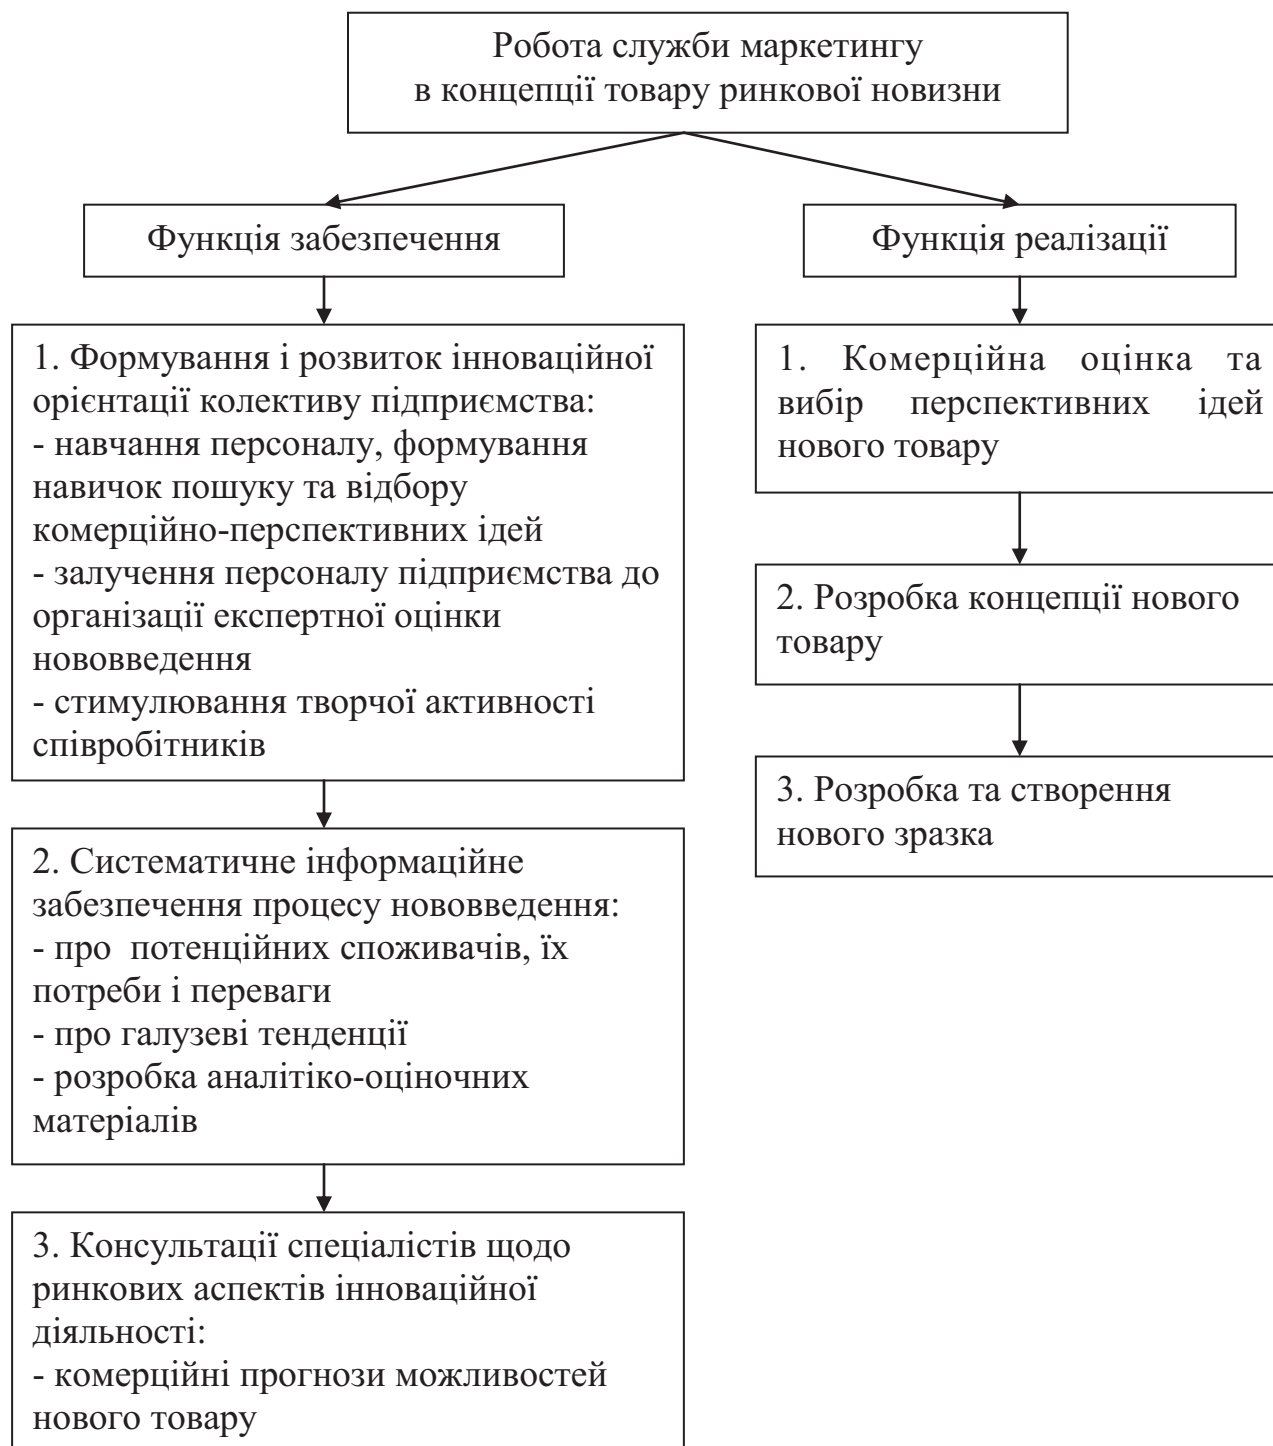 Робота служби маркетингу
в концепції товару ринкової новизни
Функція забезпечення
1. Формування і розвиток інноваційної
орієнтації колективу підприємства:
- навчання персоналу, формування
навичок пошуку та відбору
комерційно-перспективних ідей
- залучення персоналу підприємства до
організації експертної оцінки
нововведення
- стимулювання творчої активності
співробітників
2. Систематичне інформаційне
забезпечення процесу нововведення:
- про  потенційних споживачів, їх
потреби і переваги
- про галузеві тенденції
- розробка аналітіко-оціночних
матеріалів
3. Консультації спеціалістів щодо
ринкових аспектів інноваційної
діяльності:
- комерційні прогнози можливостей
нового товару
Функція реалізації
1. Комерційна оцінка та
вибір перспективних ідей
нового товару
2. Розробка концепції нового
товару
3. Розробка та створення
нового зразка